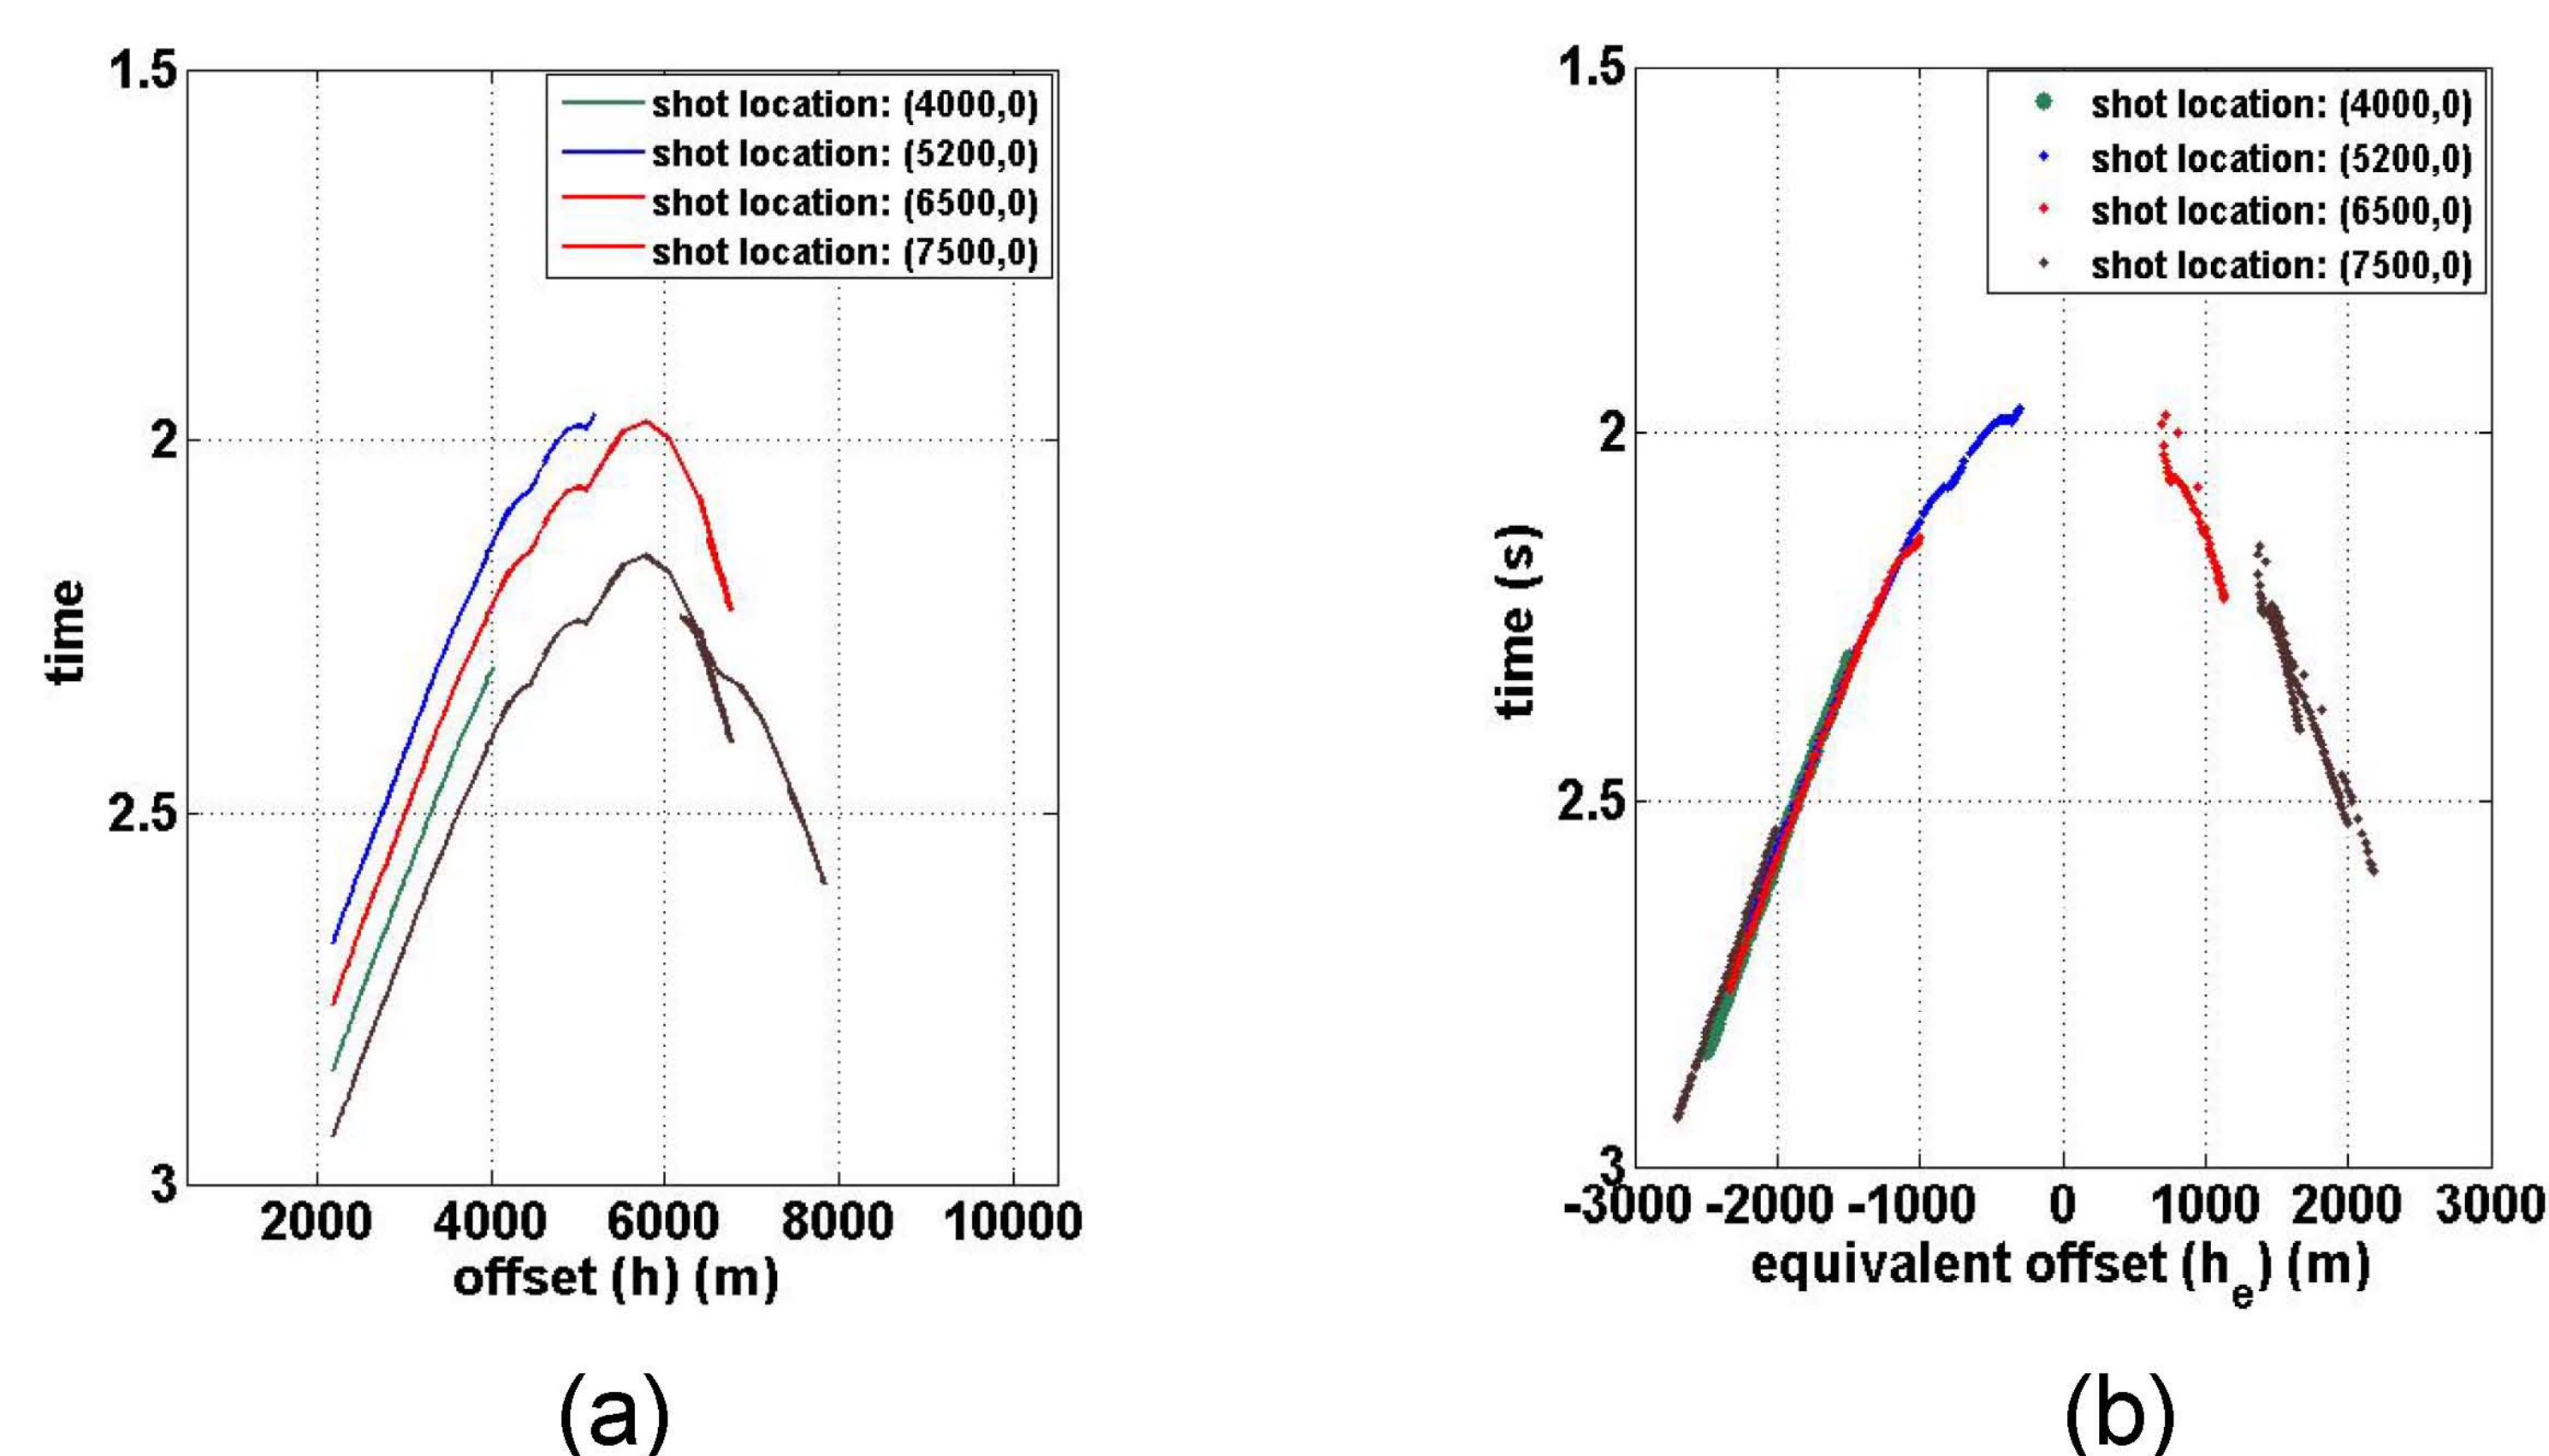 1.5
2
2.5
3
time
2000 4000 6000 8000 10000
offset (h) (m)
shot location: (4000,0)
shot location: (5200,0)
shot location: (6500,0)
shot location: (7500,0)
(a)
1.5
2
2.5
3
time (s)
-3000 -2000 -1000 0 1000 2000 3000
equivalent offset (he) (m)
shot location: (4000,0)
shot location: (5200,0)
shot location: (6500,0)
shot location: (7500,0)
(b)